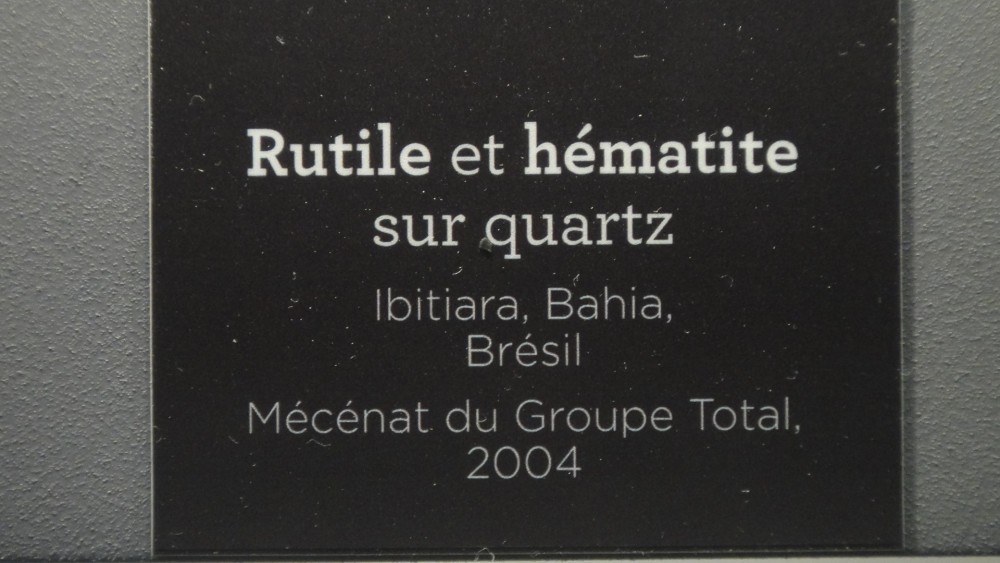 Rutile et hématite
sur quartz
Ibitiara, Bahia,
Brésil
Mécénat du Groupe Total,
2004